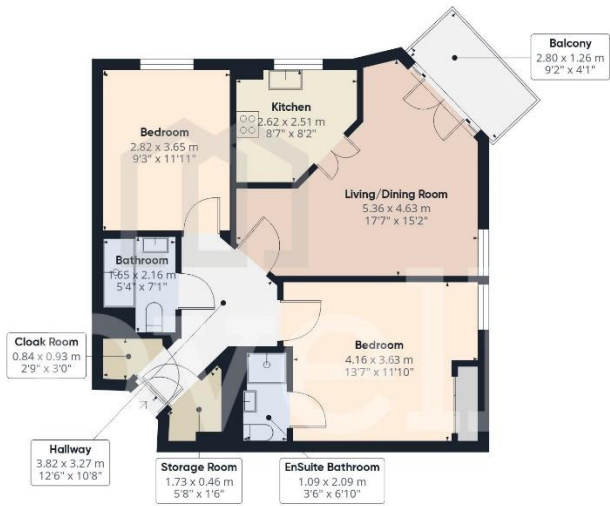 Balcony
2.80 x 1.26 m
9'2" x 4'1"
Kitchen
2.62 x 2.51 m
8'7" x 8'2"
Bedroom
2.82 x 3.65 m
9'3" x 11'11"
Living/Dining Room
5.36 x 4.63 m
17'7" x 15'2"
Bathroom
1.65 x 2.16 m
5'4" x 7'1"
Cloak Room
0.84 x 0.93 m
2'9" x 3'0"
Bedroom
4.16 x 3.63 m
13'7" x 11'10"
Hallway
3.82 x 3.27 m
12'6" x 10'8"
Storage Room
1.73 x 0.46 m
5'8" x 1'6"
EnSuite Bathroom
1.09 x 2.09 m
3'6" x 6'10"